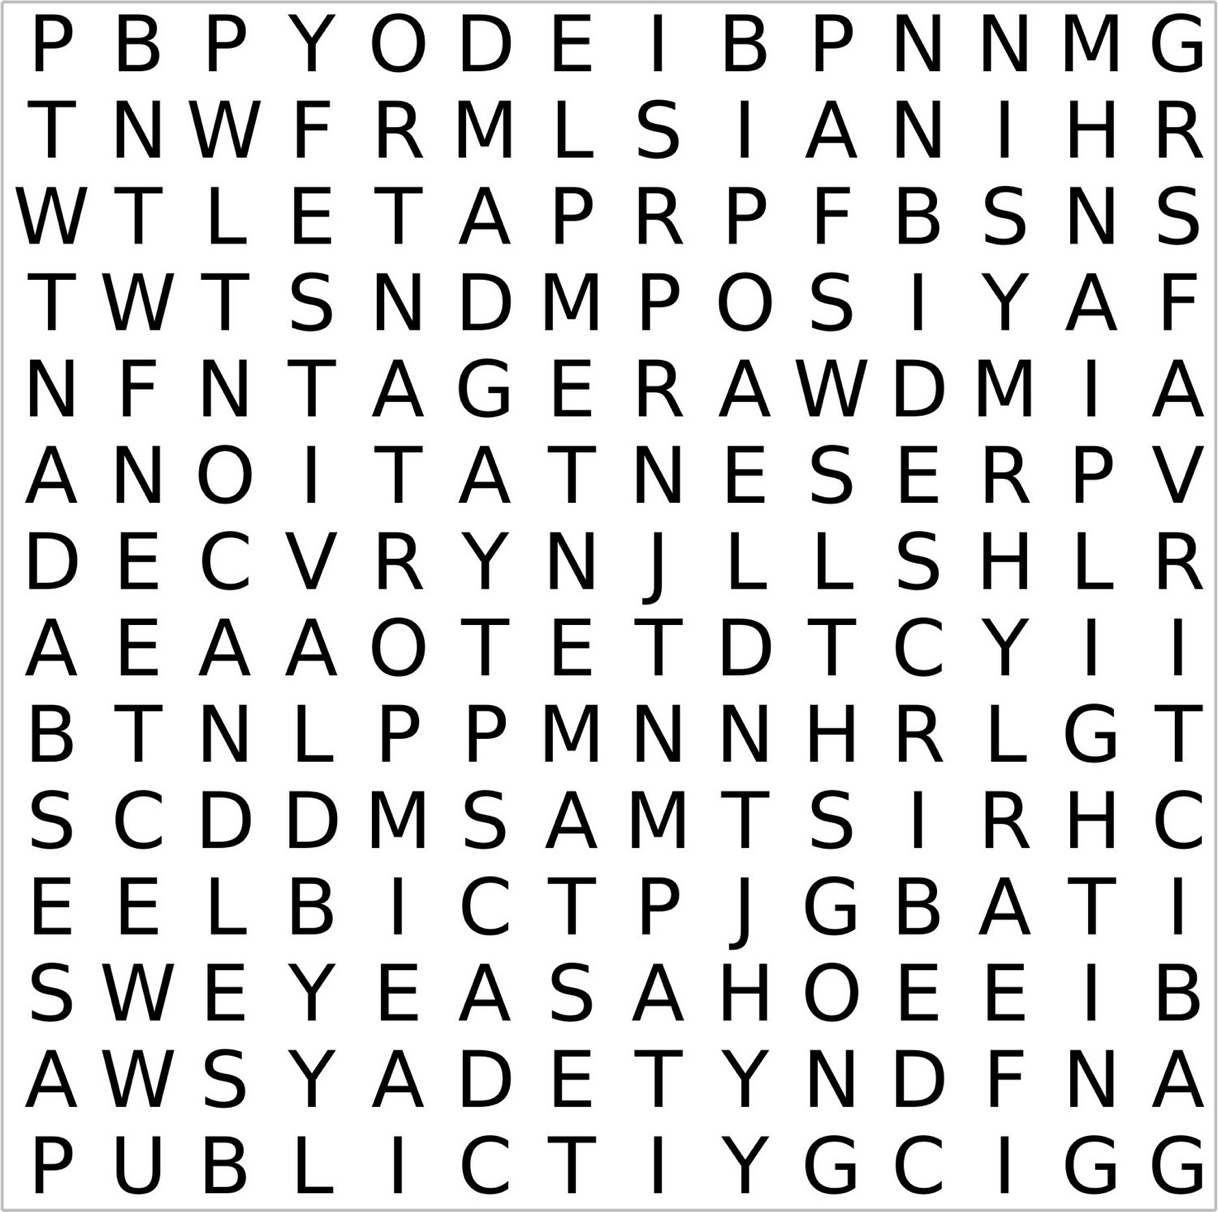 P B P Y O D E I B P N N M G
T N W F R M L S I A N I H R
W T L E T A P R P F B S N S
T W T S N D M P O S I Y A F
N F N T A G E R A W D M I A
A N O I T A T N E S E R P V
D E C V R Y N J L L S H L R
A E A A O T E T D T C Y I I
B T N L P P M N N H R L G T
S C D D M S A M T S I R H C
E E L B I C T P J G B A T I
S W E Y E A S A H O E E I B
A W S Y A D E T Y N D F N A
P U B L I C T I Y G C I G G